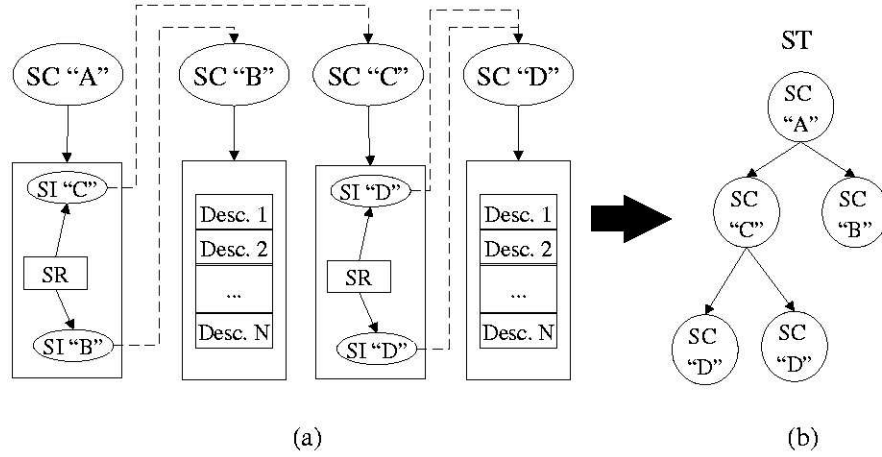 SC “A”
SC “B”
SC “C”
SC “D”
SI “C”
SR
SI “B”
Desc. 1
Desc. 2
...
Desc. N
SI “D”
SR
SI “D”
Desc. 1
Desc. 2
...
Desc. N
(a)
ST
SC
“A”
SC
“C”
SC
“B”
SC
“D”
SC
“D”
(b)